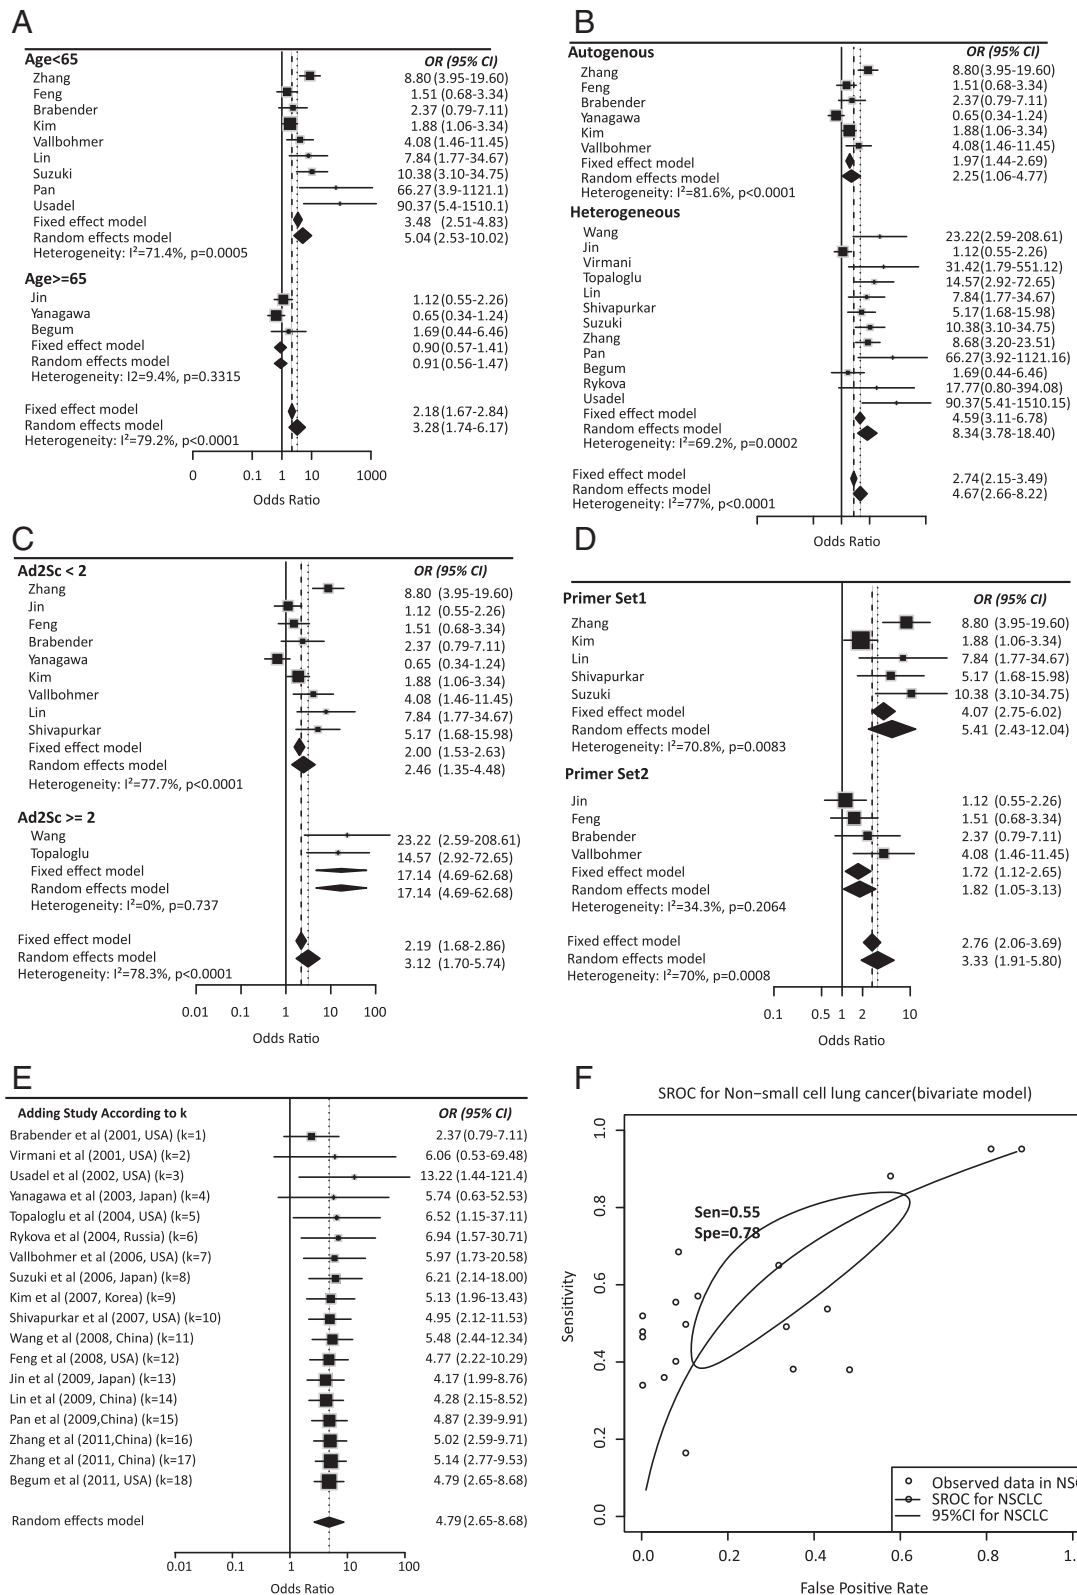 A
Age<65
OR (95% CI)
Zhang 8.80 (3.95-19.60)
Feng 1.51 (0.68-3.34)
Brabender 2.37 (0.79-7.11)
Kim 1.88 (1.06-3.34)
Vallbohmer 4.08 (1.46-11.45)
Lin 7.84 (1.77-34.67)
Suzuki 10.38 (3.10-34.75)
Pan 66.27 (3.9-1121.1)
Usadel 90.37(5.4-1510.1)
Fixed effect model 3.48 (2.51-4.83)
Random effects model 5.04 (2.53-10.02)
Heterogeneity: I²=71.4%, p=0.0005
Age>=65
Jin 1.12(0.55-2.26)
Yanagawa 0.65(0.34-1.24)
Begum 1.69(0.44-6.46)
Fixed effect model 0.90(0.57-1.41)
Random effects model 0.91(0.56-1.47)
Heterogeneity: I2=9.4%, p=0.3315
Fixed effect model 2.18(1.67-2.84)
Random effects model 3.28(1.74-6.17)
Heterogeneity: I²=79.2%, p<0.0001
0 0.1 1 10 1000
Odds Ratio
B
Autogenous
OR (95% CI)
Zhang 8.80(3.95-19.60)
Feng 1.51(0.68-3.34)
Brabender 2.37(0.79-7.11)
Yanagawa 0.65(0.34-1.24)
Kim 1.88(1.06-3.34)
Vallbohmer 4.08(1.46-11.45)
Fixed effect model 1.97(1.44-2.69)
Random effects model 2.25(1.06-4.77)
Heterogeneity: I²=81.6%, p<0.0001
Heterogeneous
Wang 23.22(2.59-208.61)
Jin 1.12(0.55-2.26)
Virmani 31.42(1.79-551.12)
Topaloglu 14.57(2.92-72.65)
Lin 7.84(1.77-34.67)
Shivapurkar 5.17(1.68-15.98)
Suzuki 10.38(3.10-34.75)
Zhang 8.68(3.20-23.51)
Pan 66.27(3.92-1121.16)
Begum 1.69(0.44-6.46)
Rykova 17.77(0.80-394.08)
Usadel 90.37(5.41-1510.15)
Fixed effect model 4.59(3.11-6.78)
Random effects model 8.34(3.78-18.40)
Heterogeneity: I²=69.2%, p=0.0002
Fixed effect model 2.74(2.15-3.49)
Random effects model 4.67(2.66-8.22)
Heterogeneity: I²=77%, p<0.0001
Odds Ratio
C
Ad2Sc < 2
OR (95% CI)
Zhang 8.80 (3.95-19.60)
Jin 1.12 (0.55-2.26)
Feng 1.51 (0.68-3.34)
Brabender 2.37 (0.79-7.11)
Yanagawa 0.65 (0.34-1.24)
Kim 1.88 (1.06-3.34)
Vallbohmer 4.08 (1.46-11.45)
Lin 7.84 (1.77-34.67)
Shivapurkar 5.17 (1.68-15.98)
Fixed effect model 2.00 (1.53-2.63)
Random effects model 2.46 (1.35-4.48)
Heterogeneity: I²=77.7%, p<0.0001
Ad2Sc >= 2
Wang 23.22 (2.59-208.61)
Topaloglu 14.57 (2.92-72.65)
Fixed effect model 17.14 (4.69-62.68)
Random effects model 17.14 (4.69-62.68)
Heterogeneity: I²=0%, p=0.737
Fixed effect model 2.19 (1.68-2.86)
Random effects model 3.12 (1.70-5.74)
Heterogeneity: I²=78.3%, p<0.0001
0.01 0.1 1 10 100
Odds Ratio
D
Primer Set1
OR (95% CI)
Zhang 8.80 (3.95-19.60)
Kim 1.88 (1.06-3.34)
Lin 7.84 (1.77-34.67)
Shivapurkar 5.17 (1.68-15.98)
Suzuki 10.38 (3.10-34.75)
Fixed effect model 4.07 (2.75-6.02)
Random effects model 5.41 (2.43-12.04)
Heterogeneity: I²=70.8%, p=0.0083
Primer Set2
Jin 1.12 (0.55-2.26)
Feng 1.51 (0.68-3.34)
Brabender 2.37 (0.79-7.11)
Vallbohmer 4.08 (1.46-11.45)
Fixed effect model 1.72 (1.12-2.65)
Random effects model 1.82 (1.05-3.13)
Heterogeneity: I²=34.3%, p=0.2064
Fixed effect model 2.76 (2.06-3.69)
Random effects model 3.33 (1.91-5.80)
Heterogeneity: I²=70%, p=0.0008
0.1 0.5 1 2 10
Odds Ratio
E
Adding Study According to k OR (95% CI)
Brabender et al (2001, USA) (k=1) 2.37(0.79-7.11)
Virmani et al (2001, USA) (k=2) 6.06 (0.53-69.48)
Usadel et al (2002, USA) (k=3) 13.22 (1.44-121.4)
Yanagawa et al (2003, Japan) (k=4) 5.74 (0.63-52.53)
Topaloglu et al (2004, USA) (k=5) 6.52 (1.15-37.11)
Rykova et al (2004, Russia) (k=6) 6.94 (1.57-30.71)
Vallbohmer et al (2006, USA) (k=7) 5.97 (1.73-20.58)
Suzuki et al (2006, Japan) (k=8) 6.21 (2.14-18.00)
Kim et al (2007, Korea) (k=9) 5.13 (1.96-13.43)
Shivapurkar et al (2007, USA) (k=10) 4.95 (2.12-11.53)
Wang et al (2008, China) (k=11) 5.48 (2.44-12.34)
Feng et al (2008, USA) (k=12) 4.77 (2.22-10.29)
Jin et al (2009, Japan) (k=13) 4.17 (1.99-8.76)
Lin et al (2009, China) (k=14) 4.28 (2.15-8.52)
Pan et al (2009,China) (k=15) 4.87 (2.39-9.91)
Zhang et al (2011,China) (k=16) 5.02 (2.59-9.71)
Zhang et al (2011, China) (k=17) 5.14 (2.77-9.53)
Begum et al (2011, USA) (k=18) 4.79 (2.65-8.68)
Random effects model 4.79(2.65-8.68)
0.01 0.1 1 10 100
Odds Ratio
F
SROC for Non−small cell lung cancer(bivariate model)
Sensitivity
1.0
0.8
0.6
0.4
0.2
0.0
Sen=0.55
Spe=0.78
Observed data in
SROC for NSCLC
95%CI for NSCLC
0.0 0.2 0.4 0.6 0.8
False Positive Rate